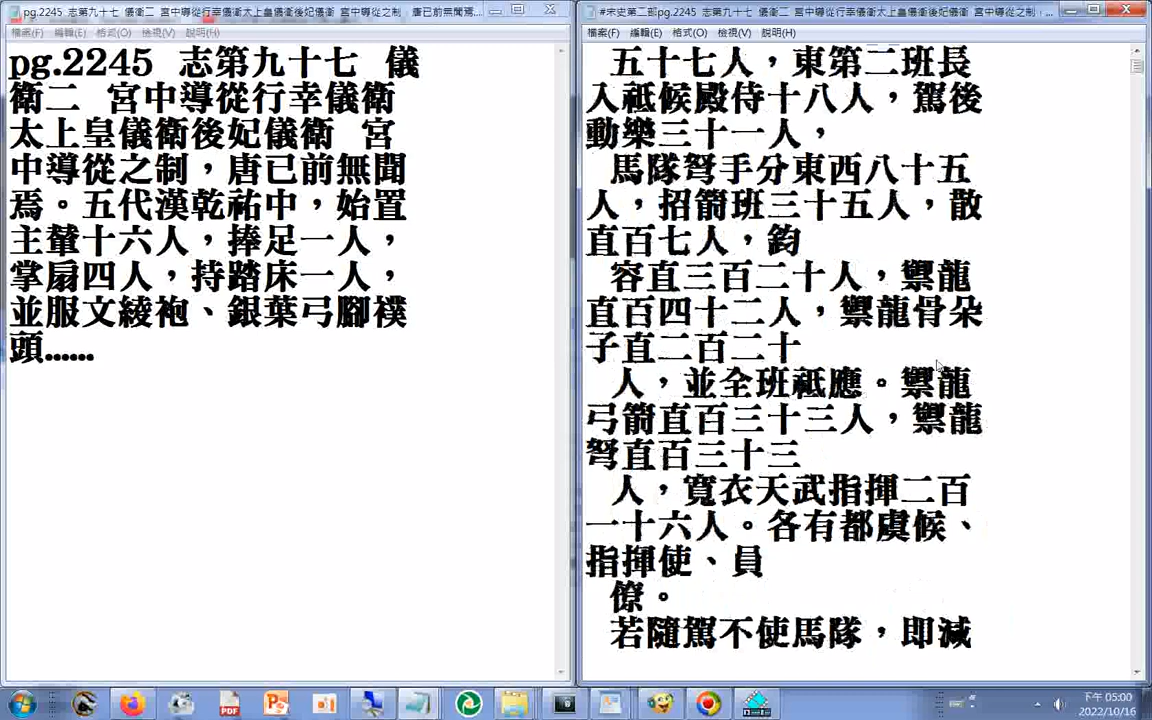 pg.2245 志第九十七 儀衛二 宮中導從行幸儀衛太上皇儀衛後妃儀衛 宮中導從之制，唐已前無聞焉...
檔案(F) 編輯(E) 格式(O) 檢視(V) 說明(H)
pg.2245 志第九十七 儀
衛二 宮中導從行幸儀衛
太上皇儀衛後妃儀衛 宮
中導從之制，唐已前無聞
焉。五代漢乾祐中，始置
主輦十六人，捧足一人，
掌扇四人，持踏床一人，
並服文綾袍、銀葉弓腳襆
頭......
#宋史第二部pg.2245 志第九十七 儀衛二 宮中導從行幸儀衛太上皇儀衛後妃儀衛 宮中導從之制，
檔案(F) 編輯(E) 格式(O) 檢視(V) 說明(H)
五十七人，東第二班長
入祗候殿侍十八人，駕後
動樂三十一人，
馬隊弩手分東西八十五
人，招箭班三十五人，散
直百七人，鈞
容直三百二十人，禦龍
直百四十二人，禦龍骨朵
子直二百二十
人，並全班祗應。禦龍
弓箭直百三十三人，禦龍
弩直百三十三
人，寬衣天武指揮二百
一十六人。各有都虞候、
指揮使、員
僚。
若隨駕不使馬隊，即減
下午 05:00
2022/10/16